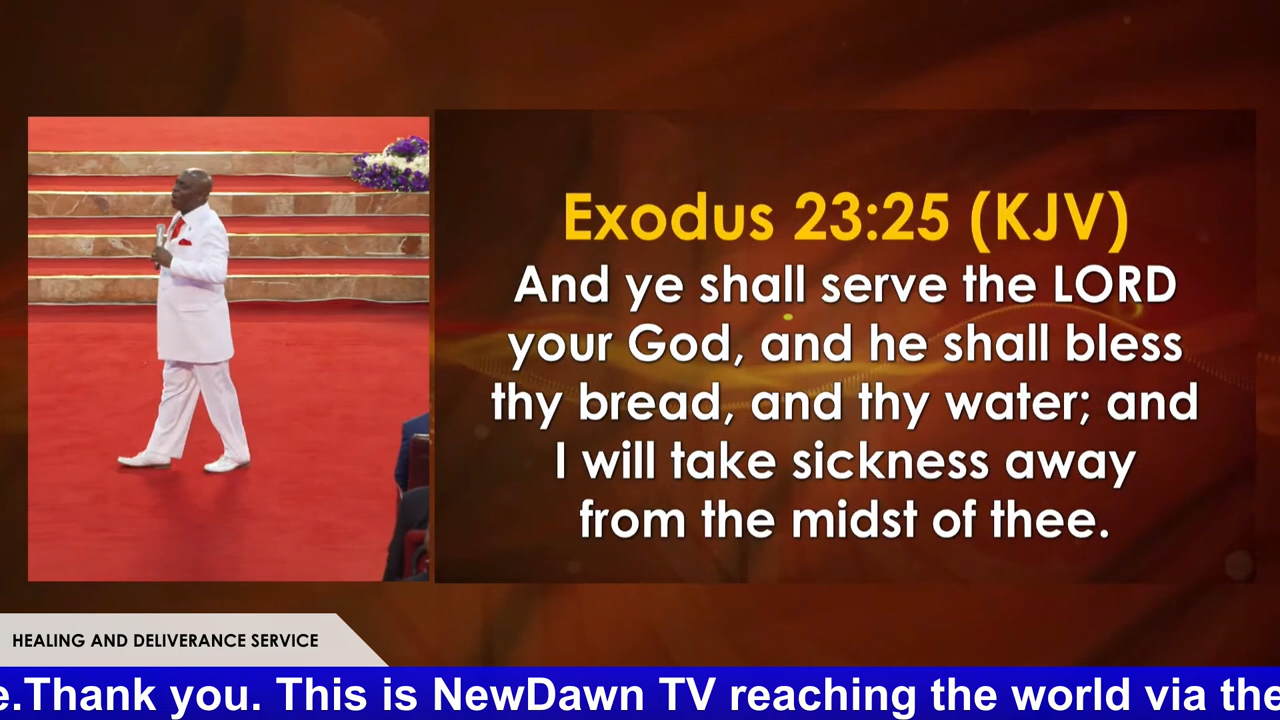 Exodus 23:25 (KJV)
And ye shall serve the LORD
your God, and he shall bless
thy bread, and thy water; and
I will take sickness away
from the midst of thee.
HEALING AND DELIVERANCE SERVICE
e.Thank you. This is NewDawn TV reaching the world via the